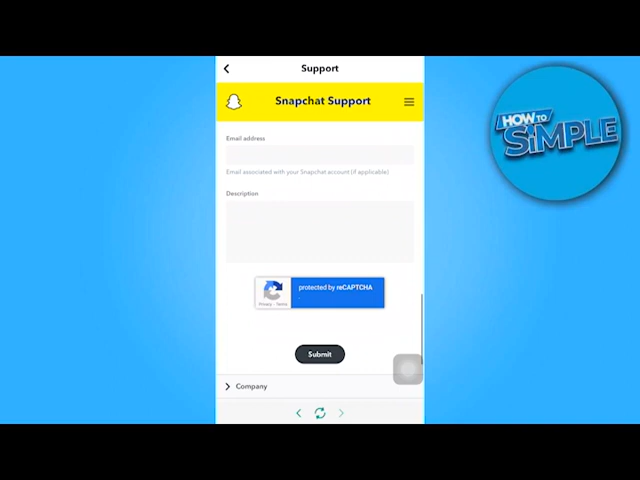 Support
Snapchat Support
HOW TO
SiMPLE
Email address
Email associated with your Snapchat account (if applicable)
Description
protected by reCAPTCHA
Privacy - Terms
Submit
Company